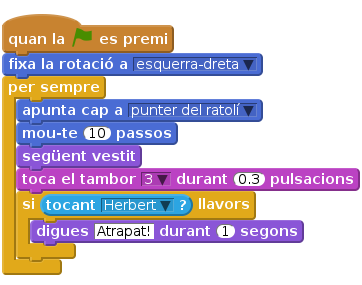 quan la es premi
fixa la rotació a esquerra-dreta
per sempre
apunta cap a punter del ratolí
mou-te 10 passos
següent vestit
toca el tambor 3 durant 0.3 pulsacions
si tocant Herbert ? llavors
digues Atrapat! durant 1 segons